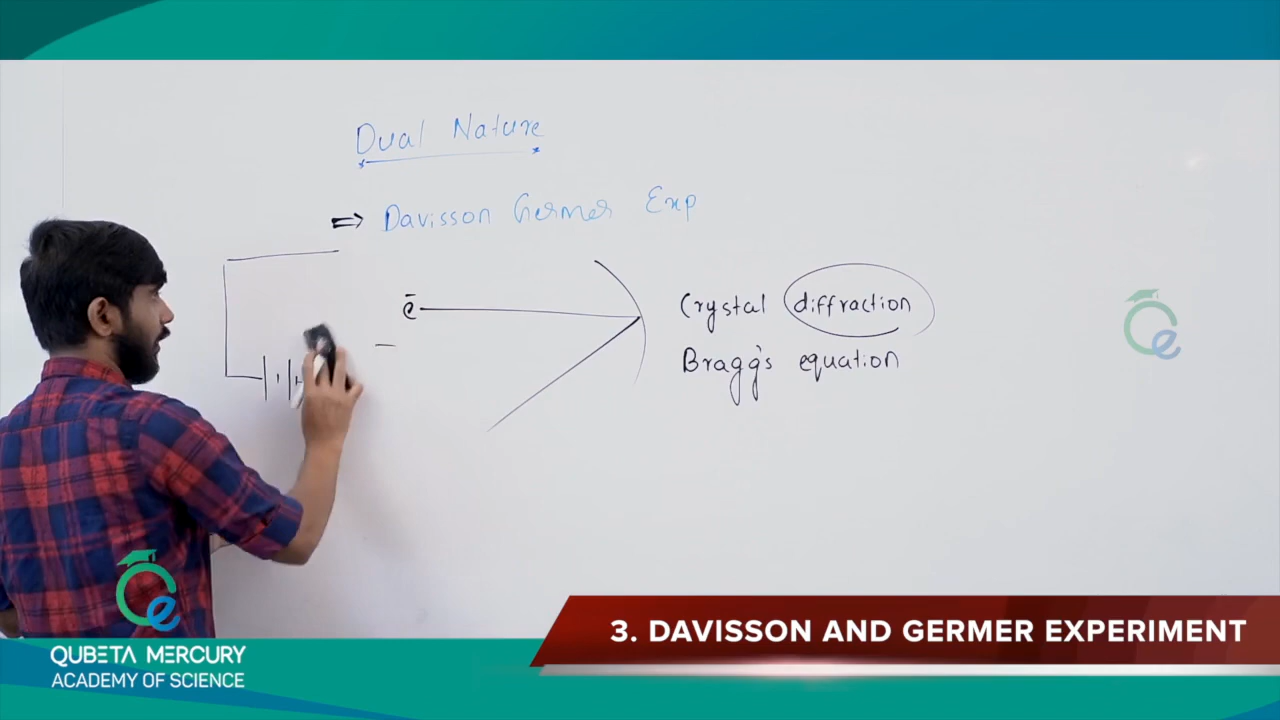 Dual Nature
⇒ Davisson Germer Exp
e-
Crystal diffraction
Bragg's equation
3. DAVISSON AND GERMER EXPERIMENT
QUBETA MERCURY
ACADEMY OF SCIENCE